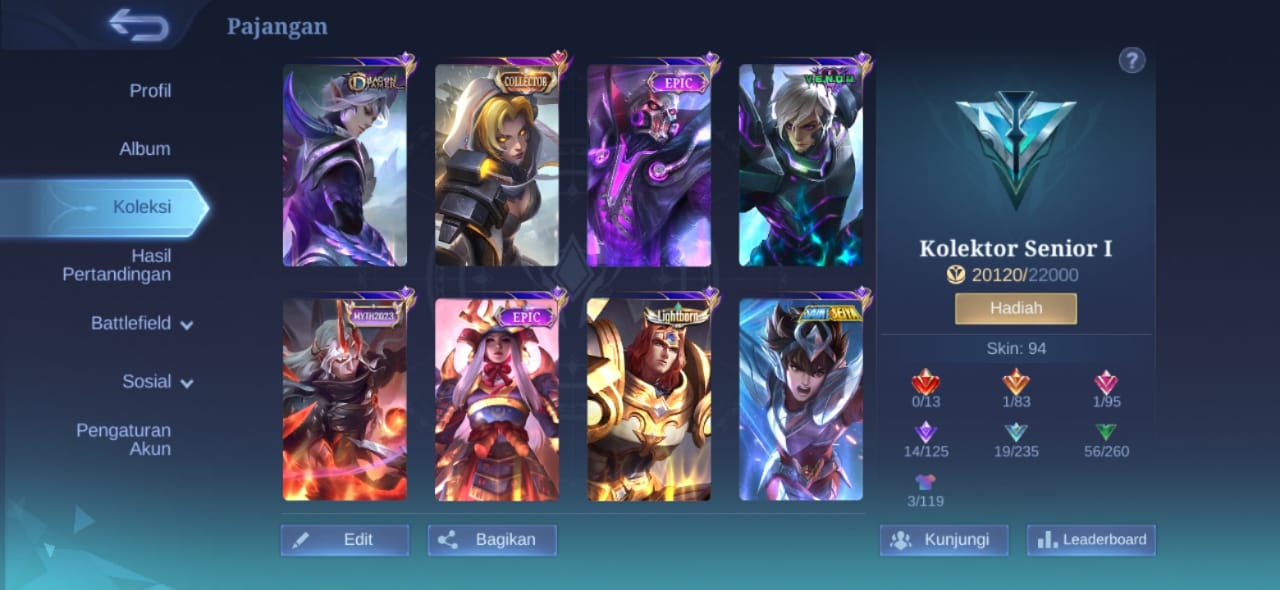 Pajangan
?
Profil
Album
Koleksi
Hasil
Pertandingan
Battlefield
Sosial
Pengaturan
Akun
DRAGON
TAMER
COLLECTOR
EPIC
V.E.N.O.M.
MYTH2023
EPIC
Lightborn
SAINT SEIYA
Edit
Bagikan
Kolektor Senior I
20120/22000
Hadiah
Skin: 94
0/13
1/83
1/95
14/125
19/235
56/260
3/119
Kunjungi
Leaderboard